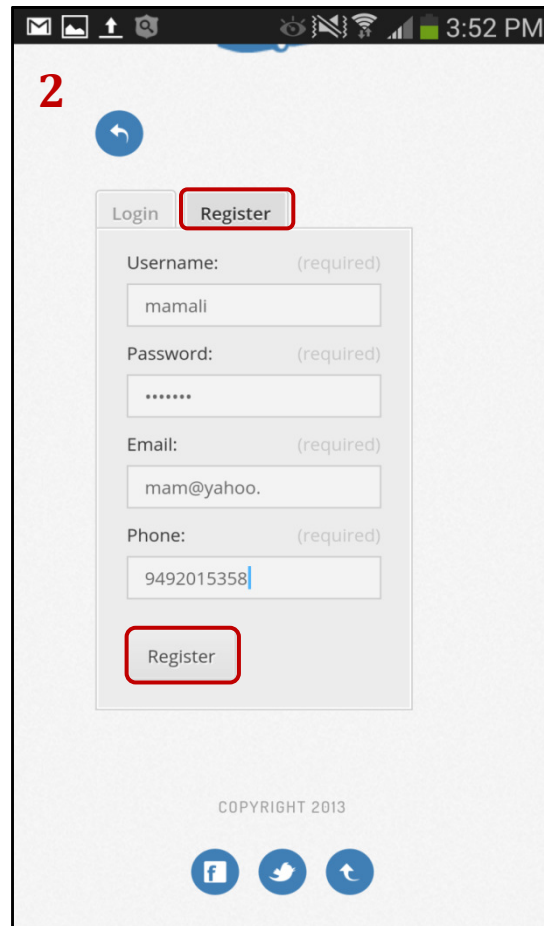 3:52 PM
2
Login Register
Username: (required)
mamali
Password: (required)
•••••••
Email: (required)
mam@yahoo.
Phone: (required)
9492015358
Register
COPYRIGHT 2013